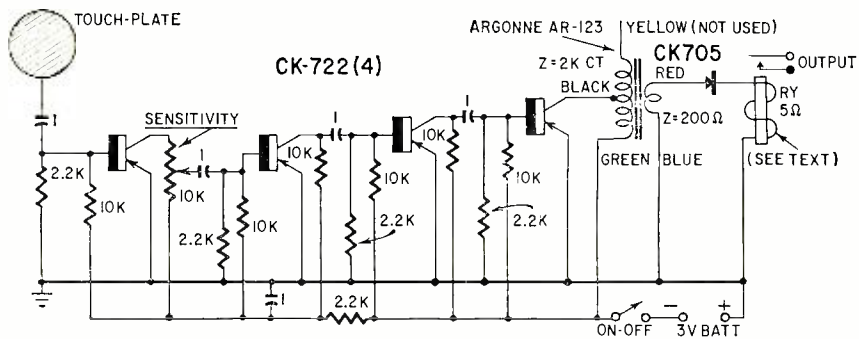 TOUCH-PLATE
ARGONNE AR-123
YELLOW (NOT USED)
CK-722 (4)
Z=2K CT
CK705
BLACK
RED
OUTPUT
RY
5Ω
Z=200Ω
(SEE TEXT)
GREEN
BLUE
SENSITIVITY
1
1
1
1
2.2K
10K
10K
2.2K
10K
10K
2.2K
10K
10K
2.2K
10K
1
2.2K
ON-OFF
−
3V BATT
+